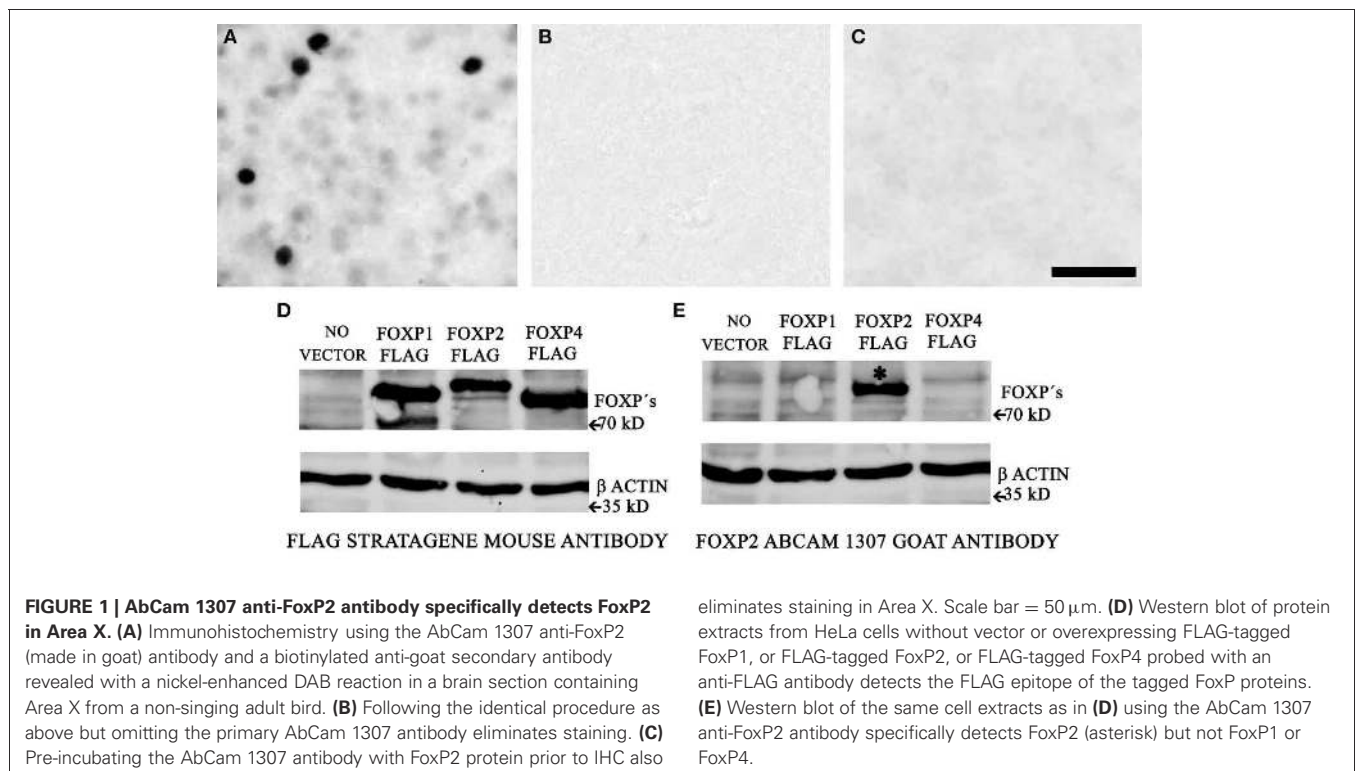 A
B
C
D
NO
VECTOR
FOXP1
FLAG
FOXP2
FLAG
FOXP4
FLAG
FOXP´s
←70 kD
β ACTIN
←35 kD
FLAG STRATAGENE MOUSE ANTIBODY
E
NO
VECTOR
FOXP1
FLAG
FOXP2
FLAG
FOXP4
FLAG
*
FOXP´s
←70 kD
β ACTIN
←35 kD
FOXP2 ABCAM 1307 GOAT ANTIBODY
FIGURE 1 | AbCam 1307 anti-FoxP2 antibody specifically detects FoxP2
in Area X. (A) Immunohistochemistry using the AbCam 1307 anti-FoxP2
(made in goat) antibody and a biotinylated anti-goat secondary antibody
revealed with a nickel-enhanced DAB reaction in a brain section containing
Area X from a non-singing adult bird. (B) Following the identical procedure as
above but omitting the primary AbCam 1307 antibody eliminates staining. (C)
Pre-incubating the AbCam 1307 antibody with FoxP2 protein prior to IHC also
eliminates staining in Area X. Scale bar = 50 μm. (D) Western blot of protein
extracts from HeLa cells without vector or overexpressing FLAG-tagged
FoxP1, or FLAG-tagged FoxP2, or FLAG-tagged FoxP4 probed with an
anti-FLAG antibody detects the FLAG epitope of the tagged FoxP proteins.
(E) Western blot of the same cell extracts as in (D) using the AbCam 1307
anti-FoxP2 antibody specifically detects FoxP2 (asterisk) but not FoxP1 or
FoxP4.